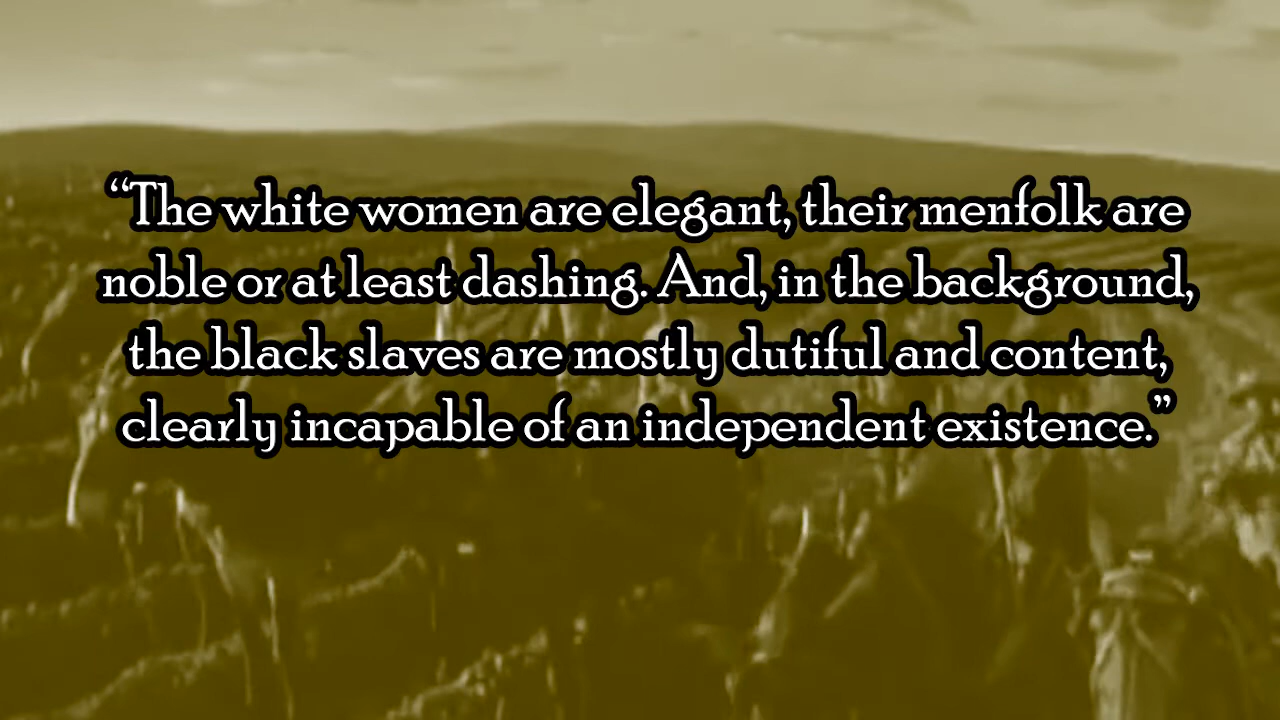 “The white women are elegant, their menfolk are
noble or at least dashing. And, in the background,
the black slaves are mostly dutiful and content,
clearly incapable of an independent existence.”